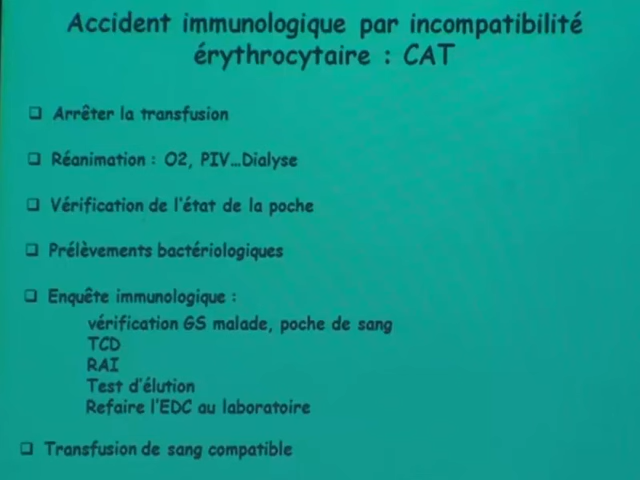 Accident immunologique par incompatibilité
érythrocytaire : CAT
❑ Arrêter la transfusion
❑ Réanimation : O2, PIV...Dialyse
❑ Vérification de l'état de la poche
❑ Prélèvements bactériologiques
❑ Enquête immunologique :
vérification GS malade, poche de sang
TCD
RAI
Test d'élution
Refaire l'EDC au laboratoire
❑ Transfusion de sang compatible